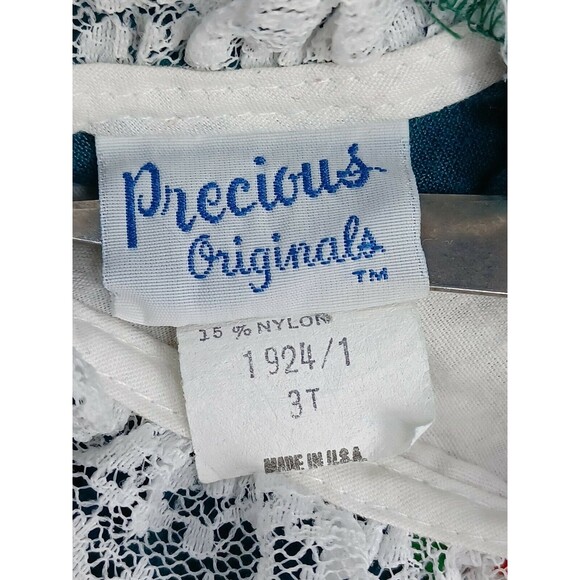 Precious
Originals
TM
15 % NYLON
1924/1
3T
MADE IN U.S.A.